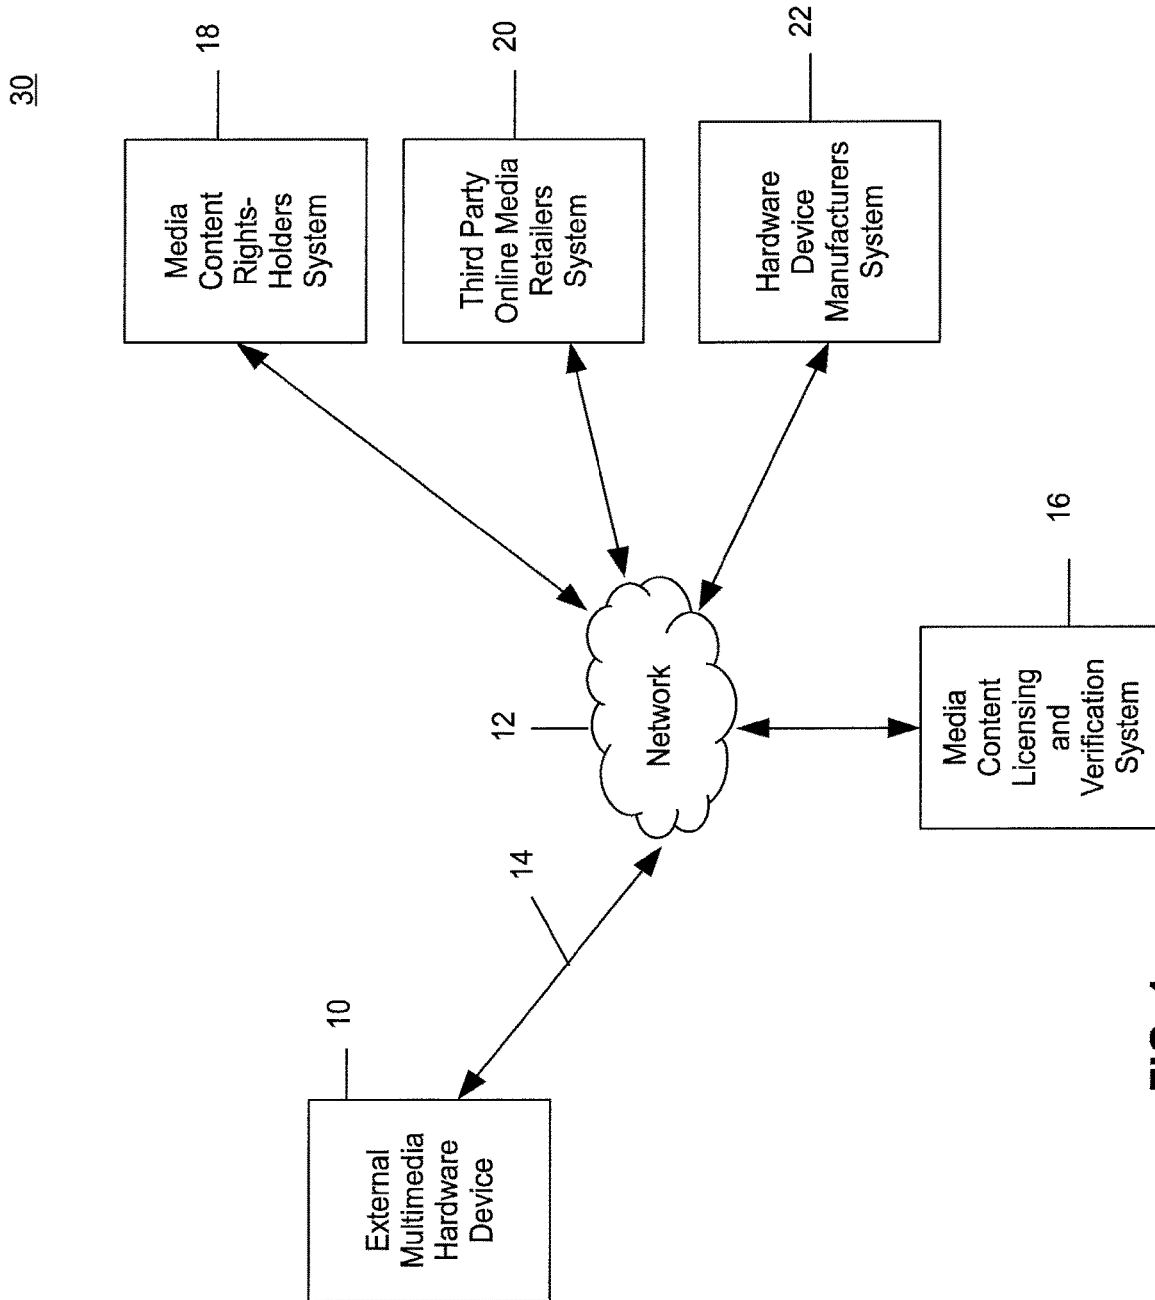 30
Media
Content
Rights-
Holders
System
18
10
External
Multimedia
Hardware
Device
14
12
Network
Third Party
Online Media
Retailers
System
20
Hardware
Device
Manufacturers
System
22
Media
Content
Licensing
and
Verification
System
16
FIG.